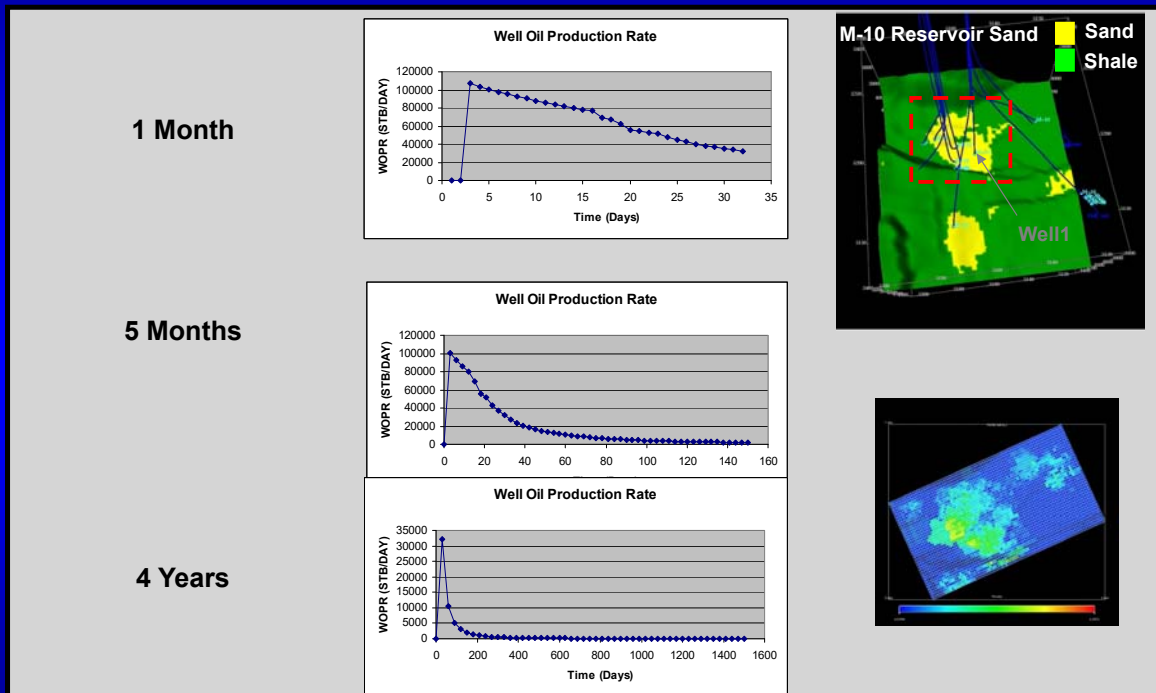 1 Month
Well Oil Production Rate
WOPR (STB/DAY)
120000
100000
80000
60000
40000
20000
0
0 5 10 15 20 25 30 35
Time (Days)
M-10 Reservoir Sand
Sand
Shale
Well1
5 Months
Well Oil Production Rate
WOPR (STB/DAY)
120000
100000
80000
60000
40000
20000
0
0 20 40 60 80 100 120 140 160
4 Years
Well Oil Production Rate
WOPR (STB/DAY)
35000
30000
25000
20000
15000
10000
5000
0
0 200 400 600 800 1000 1200 1400 1600
Time (Days)